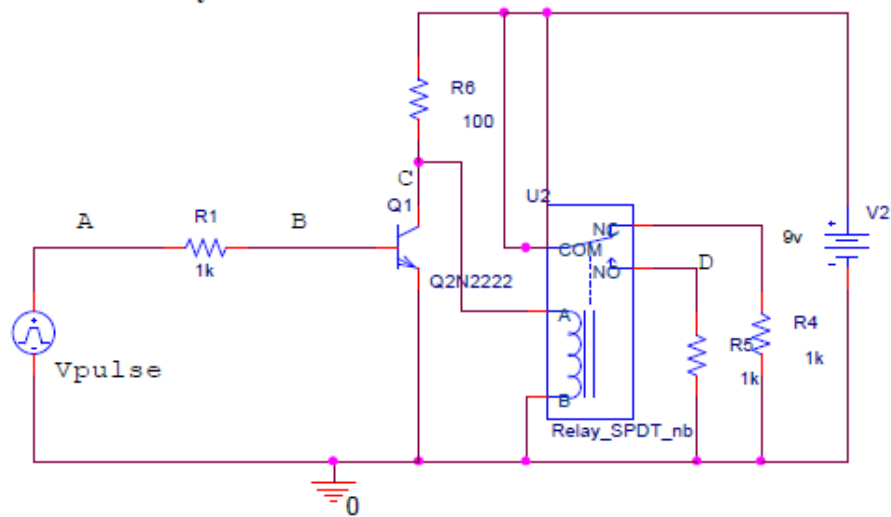 R6
100
C
U2
A
R1
B
Q1
NC
V2
1k
COM
9v
D
Q2N2222
NO
A
R4
Vpulse
R5
1k
1k
B
Relay_SPDT_nb
0